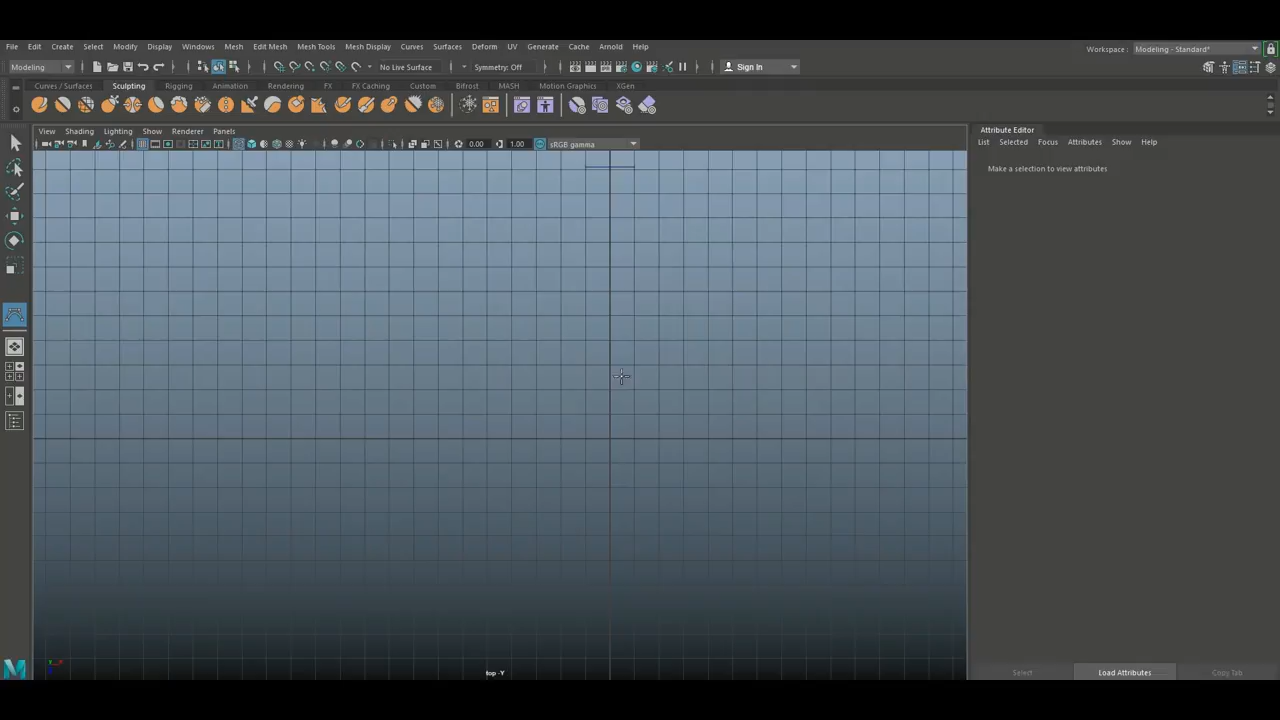 File Edit Create Select Modify Display Windows Mesh Edit Mesh Mesh Tools Mesh Display Curves Surfaces Deform UV Generate Cache Arnold Help
Workspace : Modeling - Standard*
Modeling No Live Surface Symmetry: Off Sign In
Curves / Surfaces Sculpting Rigging Animation Rendering FX FX Caching Custom Bifrost MASH Motion Graphics XGen
View Shading Lighting Show Renderer Panels
0.00 1.00 sRGB gamma
Attribute Editor
List Selected Focus Attributes Show Help
Make a selection to view attributes
top -Y
Select Load Attributes Copy Tab